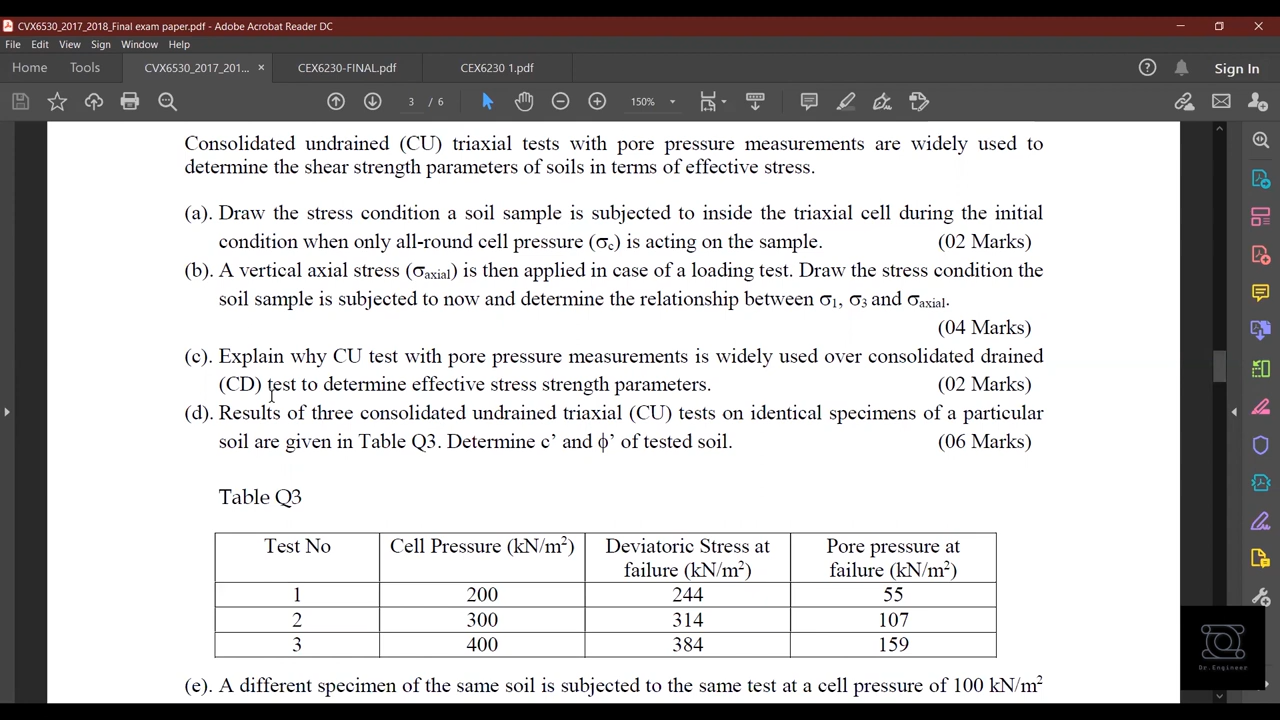 CVX6530_2017_2018_Final exam paper.pdf - Adobe Acrobat Reader DC
File Edit View Sign Window Help
Home Tools CVX6530_2017_201... × CEX6230-FINAL.pdf CEX6230 1.pdf Sign In
3 / 6 150%
Consolidated undrained (CU) triaxial tests with pore pressure measurements are widely used to
determine the shear strength parameters of soils in terms of effective stress.
(a). Draw the stress condition a soil sample is subjected to inside the triaxial cell during the initial
condition when only all-round cell pressure (σc) is acting on the sample. (02 Marks)
(b). A vertical axial stress (σaxial) is then applied in case of a loading test. Draw the stress condition the
soil sample is subjected to now and determine the relationship between σ1, σ3 and σaxial.
(04 Marks)
(c). Explain why CU test with pore pressure measurements is widely used over consolidated drained
(CD) test to determine effective stress strength parameters. (02 Marks)
(d). Results of three consolidated undrained triaxial (CU) tests on identical specimens of a particular
soil are given in Table Q3. Determine c’ and ϕ’ of tested soil. (06 Marks)
Table Q3
Test No Cell Pressure (kN/m²) Deviatoric Stress at Pore pressure at
failure (kN/m²) failure (kN/m²)
1 200 244 55
2 300 314 107
3 400 384 159
(e). A different specimen of the same soil is subjected to the same test at a cell pressure of 100 kN/m²
Dr.Engineer